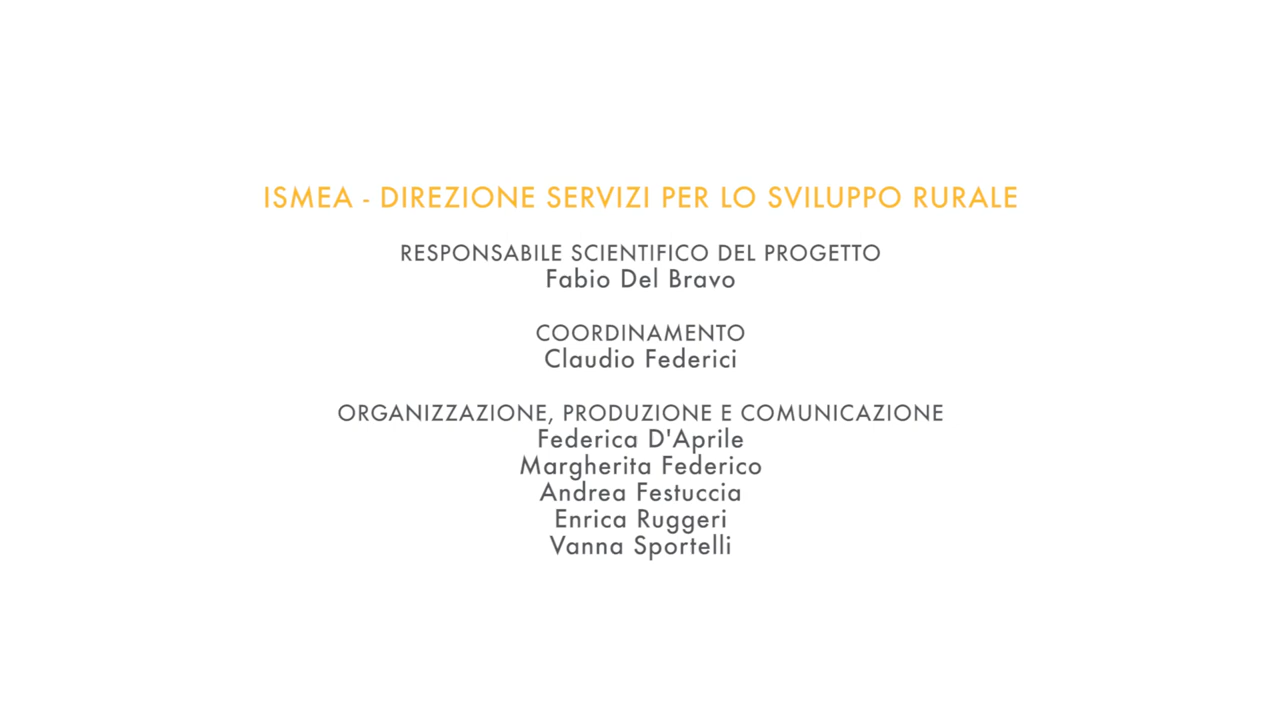 ISMEA - DIREZIONE SERVIZI PER LO SVILUPPO RURALE
RESPONSABILE SCIENTIFICO DEL PROGETTO
Fabio Del Bravo
COORDINAMENTO
Claudio Federici
ORGANIZZAZIONE, PRODUZIONE E COMUNICAZIONE
Federica D'Aprile
Margherita Federico
Andrea Festuccia
Enrica Ruggeri
Vanna Sportelli